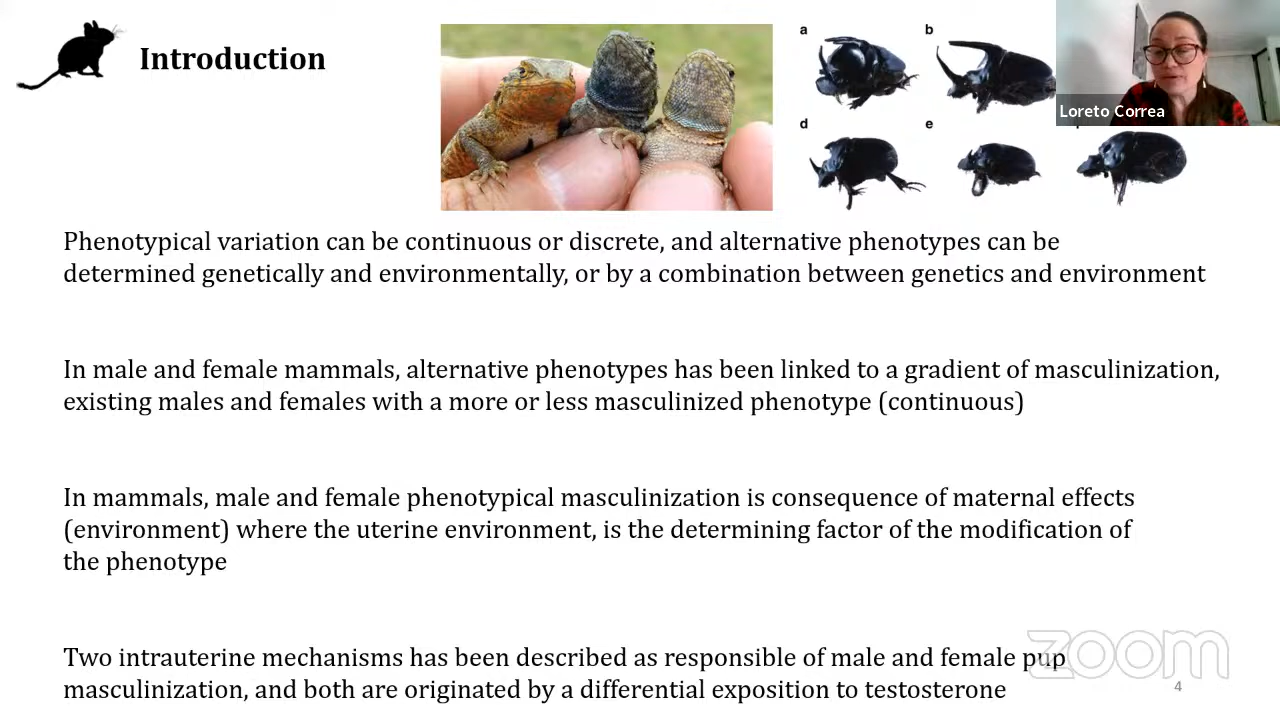 Introduction
a
b
Loreto Correa
d
e
Phenotypical variation can be continuous or discrete, and alternative phenotypes can be
determined genetically and environmentally, or by a combination between genetics and environment
In male and female mammals, alternative phenotypes has been linked to a gradient of masculinization,
existing males and females with a more or less masculinized phenotype (continuous)
In mammals, male and female phenotypical masculinization is consequence of maternal effects
(environment) where the uterine environment, is the determining factor of the modification of
the phenotype
Two intrauterine mechanisms has been described as responsible of male and female pup
masculinization, and both are originated by a differential exposition to testosterone
zoom
4